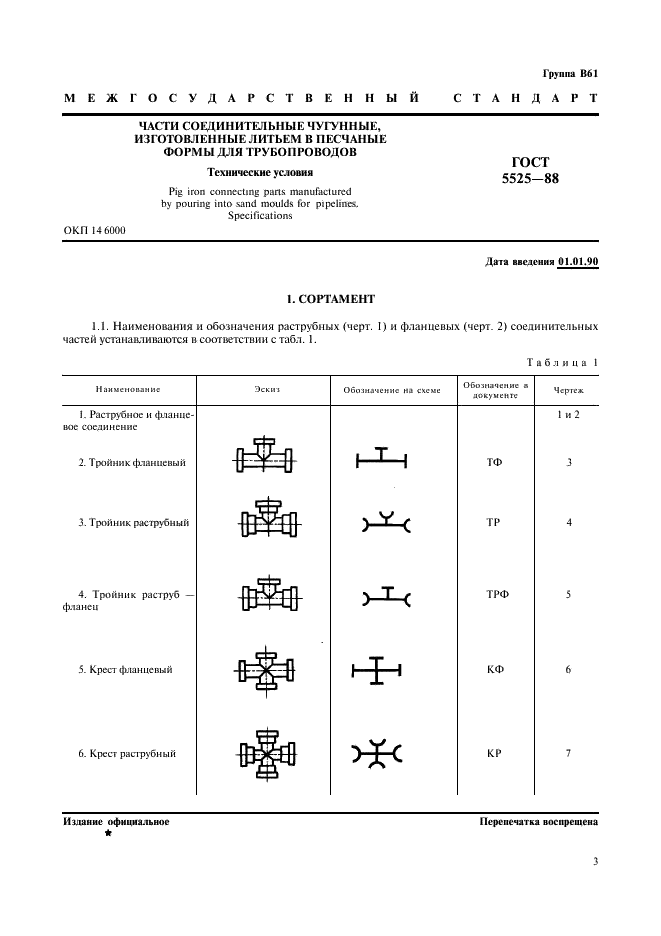 Группа В61
МЕЖГОСУДАРСТВЕННЫЙ СТАНДАРТ
ЧАСТИ СОЕДИНИТЕЛЬНЫЕ ЧУГУННЫЕ,
ИЗГОТОВЛЕННЫЕ ЛИТЬЕМ В ПЕСЧАНЫЕ
ФОРМЫ ДЛЯ ТРУБОПРОВОДОВ
Технические условия
Pig iron connecting parts manufactured
by pouring into sand moulds for pipelines.
Specifications
ГОСТ
5525—88
ОКП 14 6000
Дата введения 01.01.90
1. СОРТАМЕНТ
1.1. Наименования и обозначения раструбных (черт. 1) и фланцевых (черт. 2) соединительных
частей устанавливаются в соответствии с табл. 1.
Таблица 1
Наименование Эскиз Обозначение на схеме Обозначение в документе Чертеж
1. Раструбное и фланце- 1 и 2
вое соединение
2. Тройник фланцевый ТФ 3
3. Тройник раструбный ТР 4
4. Тройник раструб — ТРФ 5
фланец
5. Крест фланцевый КФ 6
6. Крест раструбный КР 7
Издание официальное Перепечатка воспрещена
★
3